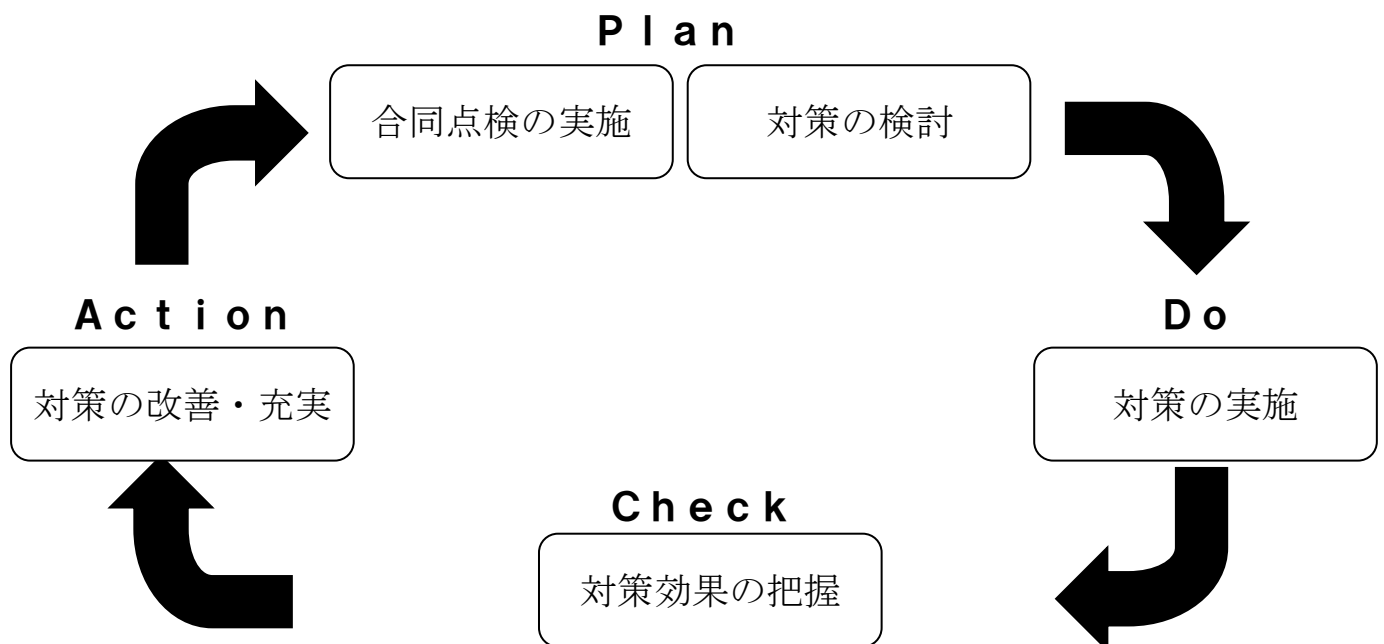 Plan
合同点検の実施
対策の検討
Action
Do
対策の改善・充実
対策の実施
Check
対策効果の把握